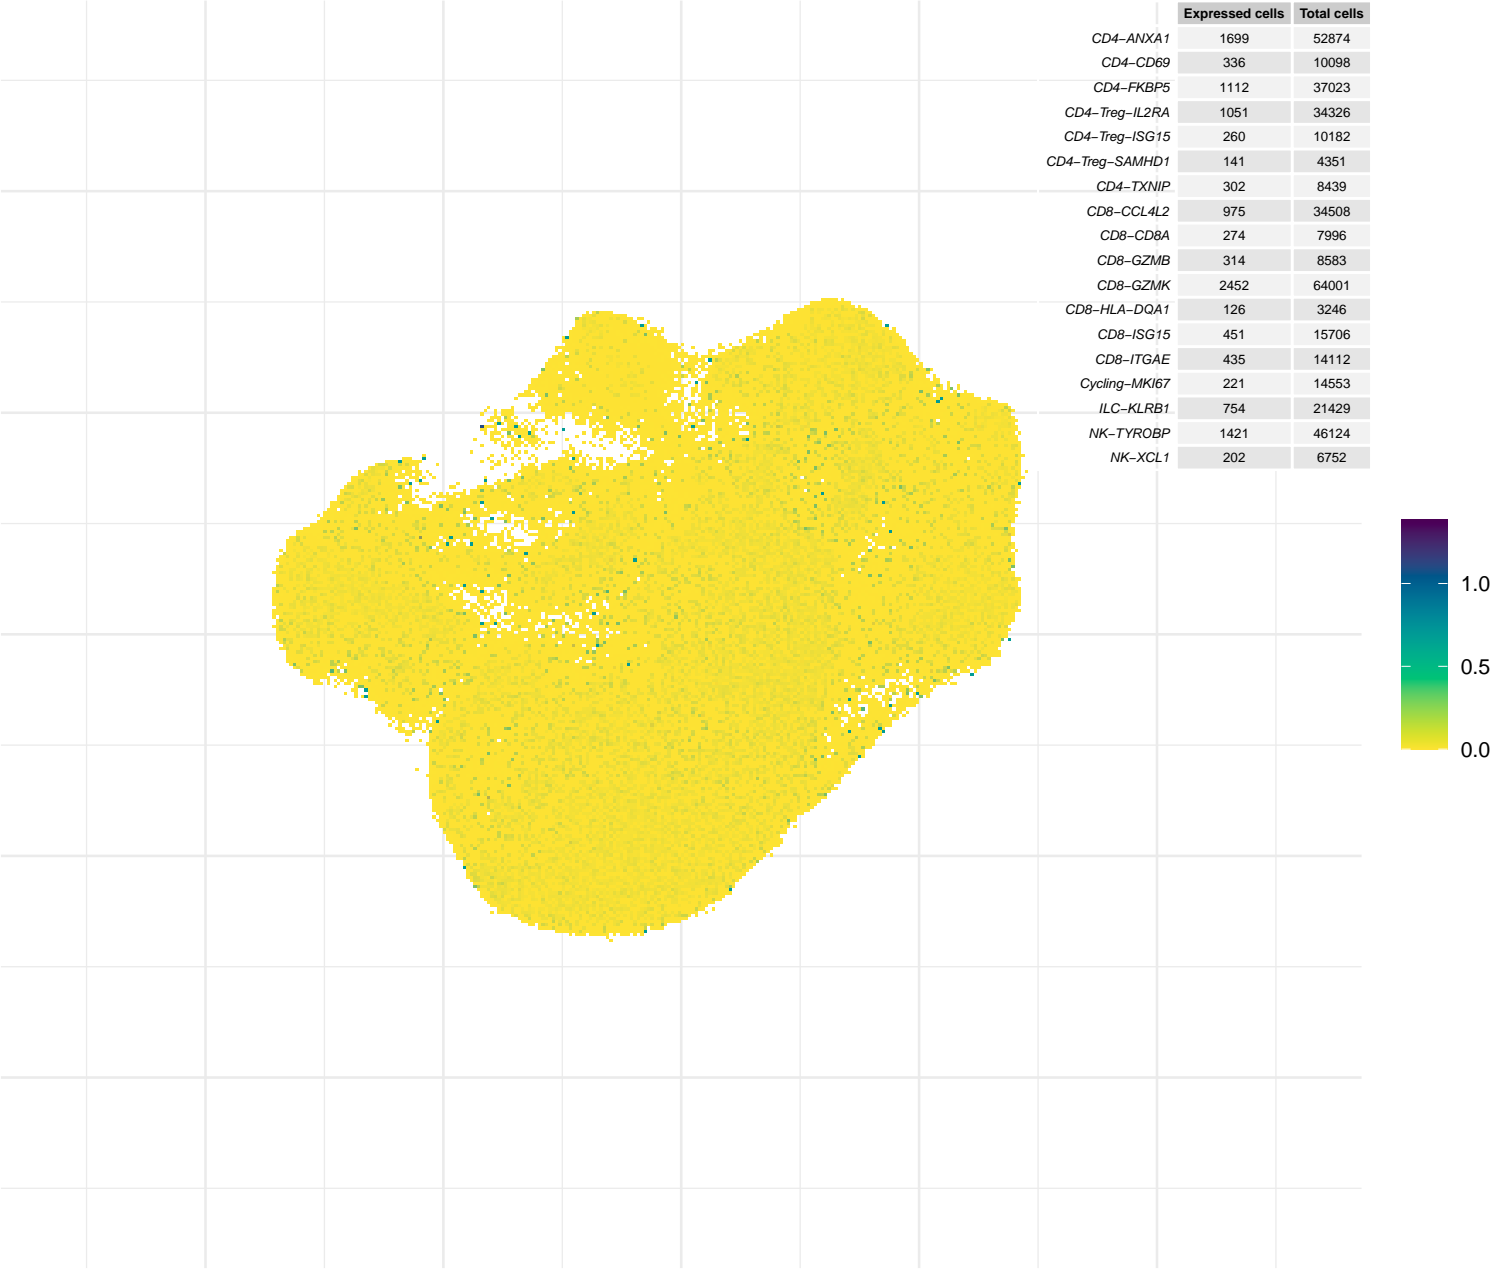 Expressed cells Total cells
CD4−ANXA1 1699 52874
CD4−CD69 336 10098
CD4−FKBP5 1112 37023
CD4−Treg−IL2RA 1051 34326
CD4−Treg−ISG15 260 10182
CD4−Treg−SAMHD1 141 4351
CD4−TXNIP 302 8439
CD8−CCL4L2 975 34508
CD8−CD8A 274 7996
CD8−GZMB 314 8583
CD8−GZMK 2452 64001
CD8−HLA−DQA1 126 3246
CD8−ISG15 451 15706
CD8−ITGAE 435 14112
Cycling−MKI67 221 14553
ILC−KLRB1 754 21429
NK−TYROBP 1421 46124
NK−XCL1 202 6752
1.0
0.5
0.0